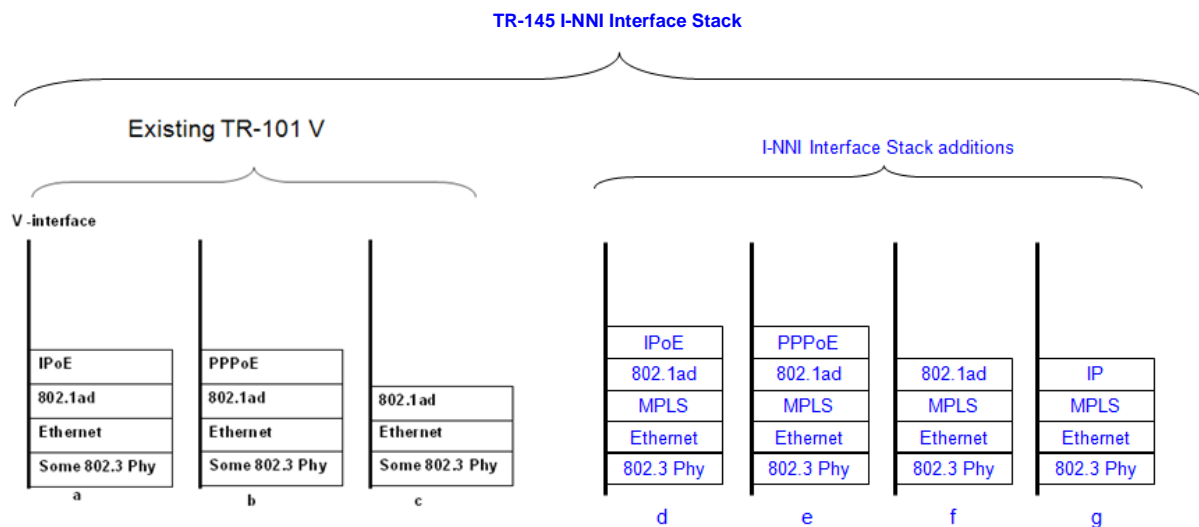 TR-145 I-NNI Interface Stack
Existing TR-101 V
I-NNI Interface Stack additions
V -interface
IPoE
802.1ad
Ethernet
Some 802.3 Phy
a
PPPoE
802.1ad
Ethernet
Some 802.3 Phy
b
802.1ad
Ethernet
Some 802.3 Phy
c
IPoE
802.1ad
MPLS
Ethernet
802.3 Phy
d
PPPoE
802.1ad
MPLS
Ethernet
802.3 Phy
e
802.1ad
MPLS
Ethernet
802.3 Phy
f
IP
MPLS
Ethernet
802.3 Phy
g